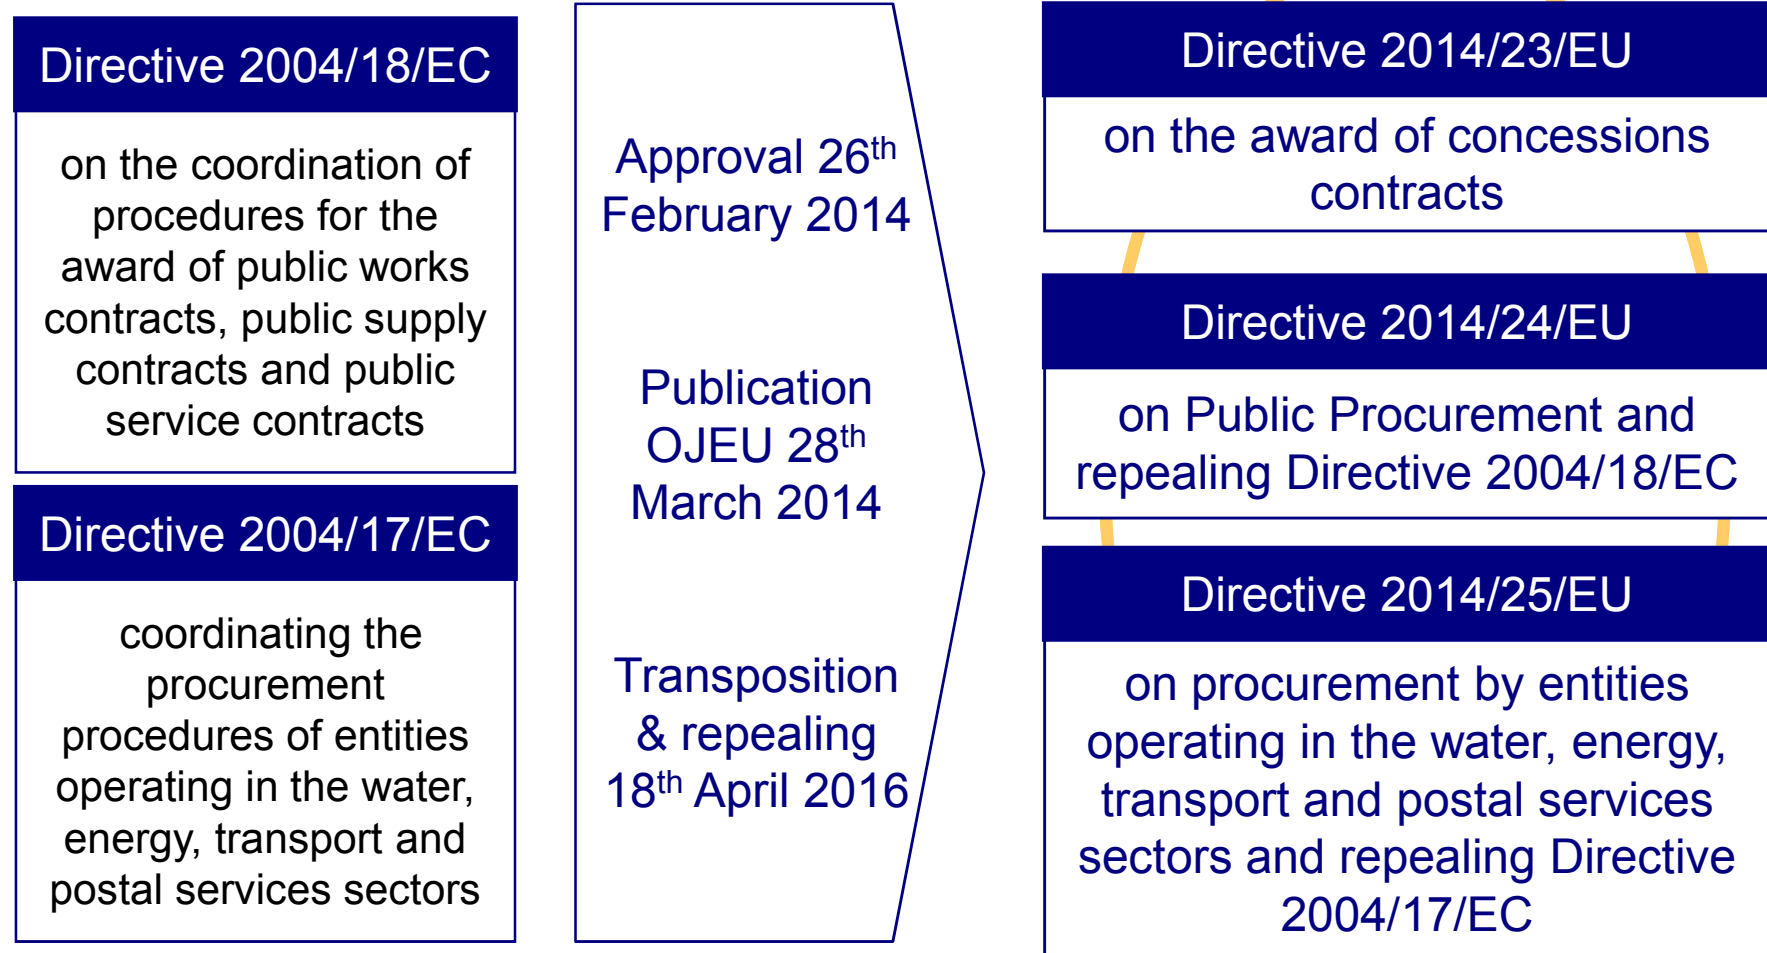 Directive 2004/18/EC
on the coordination of
procedures for the
award of public works
contracts, public supply
contracts and public
service contracts
Directive 2004/17/EC
coordinating the
procurement
procedures of entities
operating in the water,
energy, transport and
postal services sectors
Approval 26th
February 2014
Publication
OJEU 28th
March 2014
Transposition
& repealing
18th April 2016
Directive 2014/23/EU
on the award of concessions
contracts
Directive 2014/24/EU
on Public Procurement and
repealing Directive 2004/18/EC
Directive 2014/25/EU
on procurement by entities
operating in the water, energy,
transport and postal services
sectors and repealing Directive
2004/17/EC